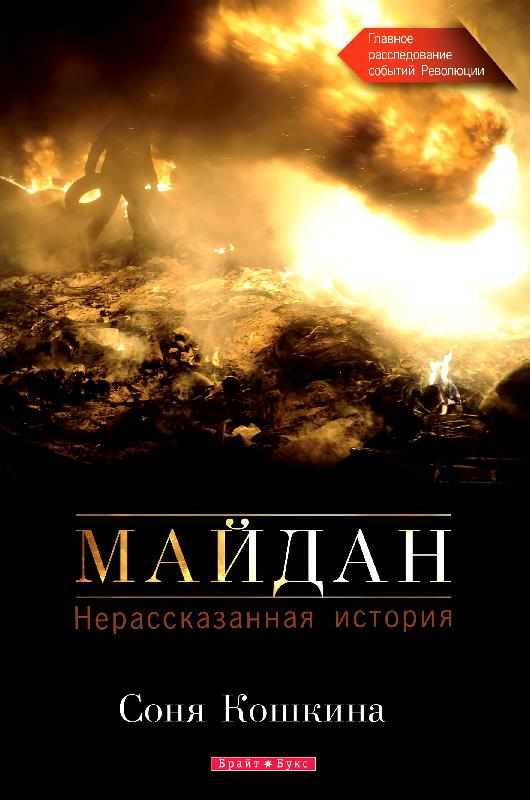 Главное
расследование
событий Революции
МАЙДАН
Нерассказанная история
Соня Кошкина
Брайт Букс